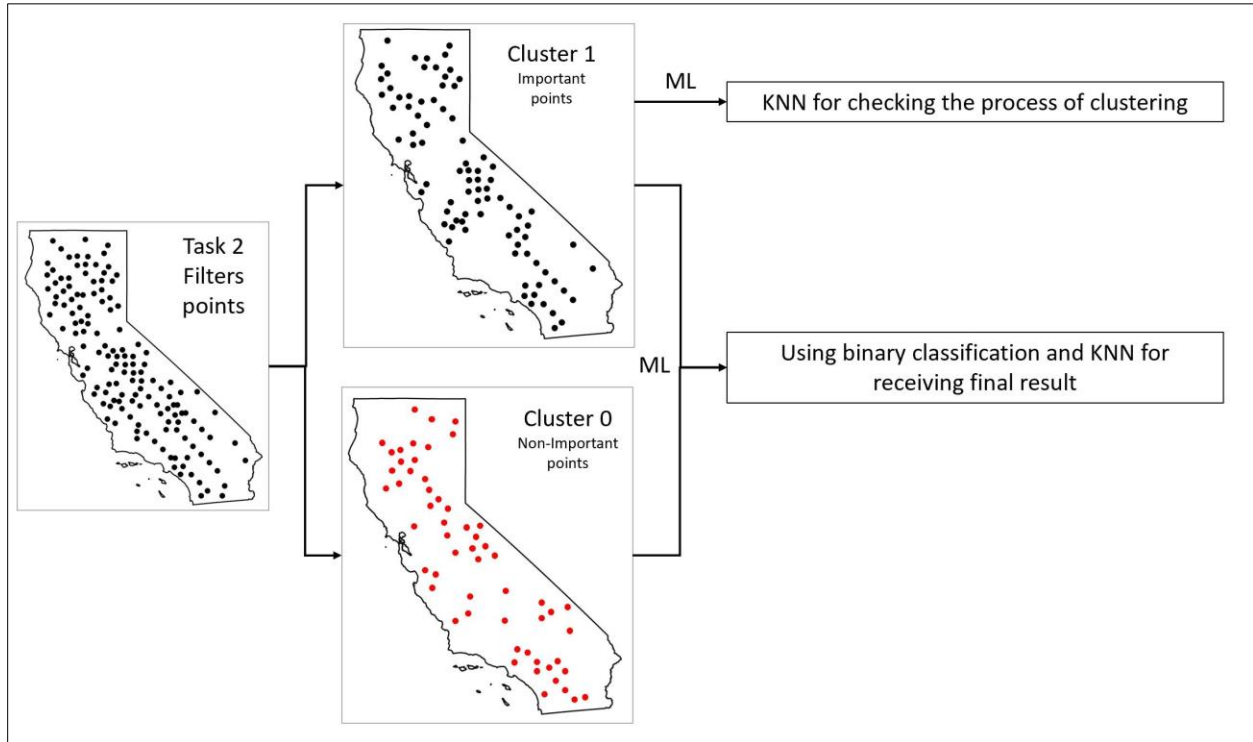 Task 2
Filters
points
Cluster 1
Important
points
ML
KNN for checking the process of clustering
Cluster 0
Non-Important
points
ML
Using binary classification and KNN for
receiving final result